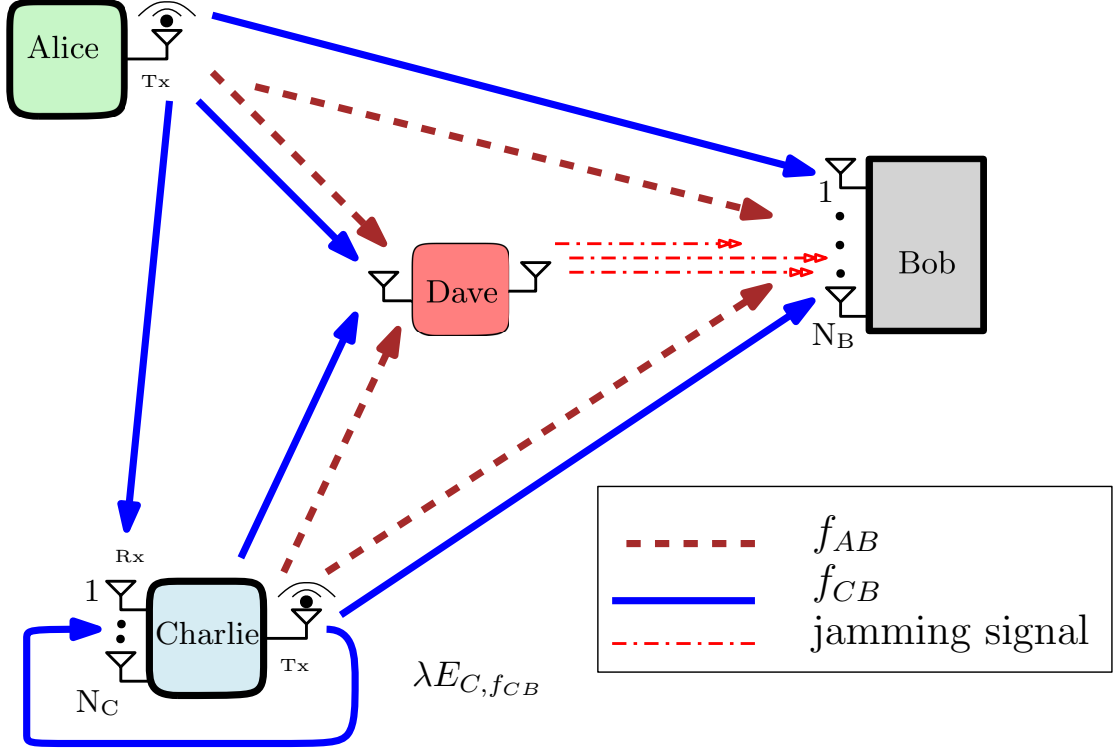 Alice
Tx
1
Bob
Dave
N_B
Rx
1
Charlie
Tx
N_C
λE_{C,f_{CB}}
f_{AB}
f_{CB}
jamming signal